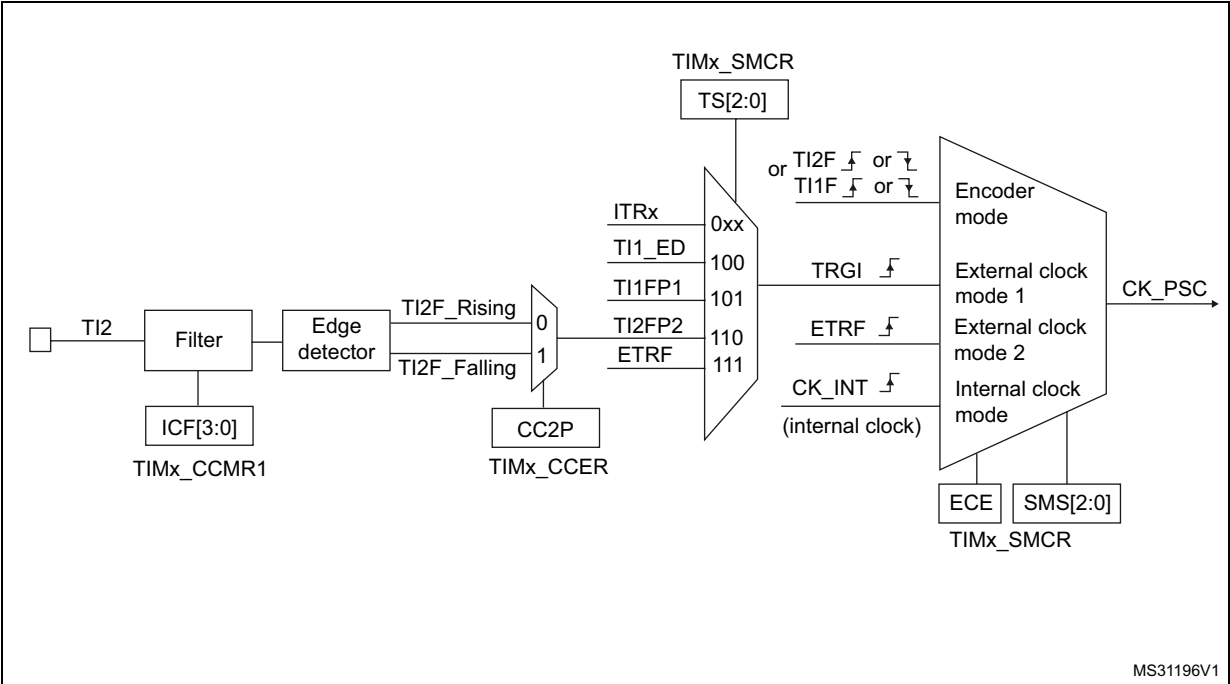 TIMx_SMCR
TS[2:0]
or TI2F or
TI1F or
Encoder
mode
ITRx
0xx
TI1_ED
100
TRGI
External clock
mode 1
CK_PSC
TI1FP1
101
TI2
Filter
Edge
detector
TI2F_Rising
0
TI2F_Falling
1
TI2FP2
110
ETRF
111
ETRF
External clock
mode 2
CK_INT
(internal clock)
Internal clock
mode
ICF[3:0]
TIMx_CCMR1
CC2P
TIMx_CCER
ECE
SMS[2:0]
TIMx_SMCR
MS31196V1